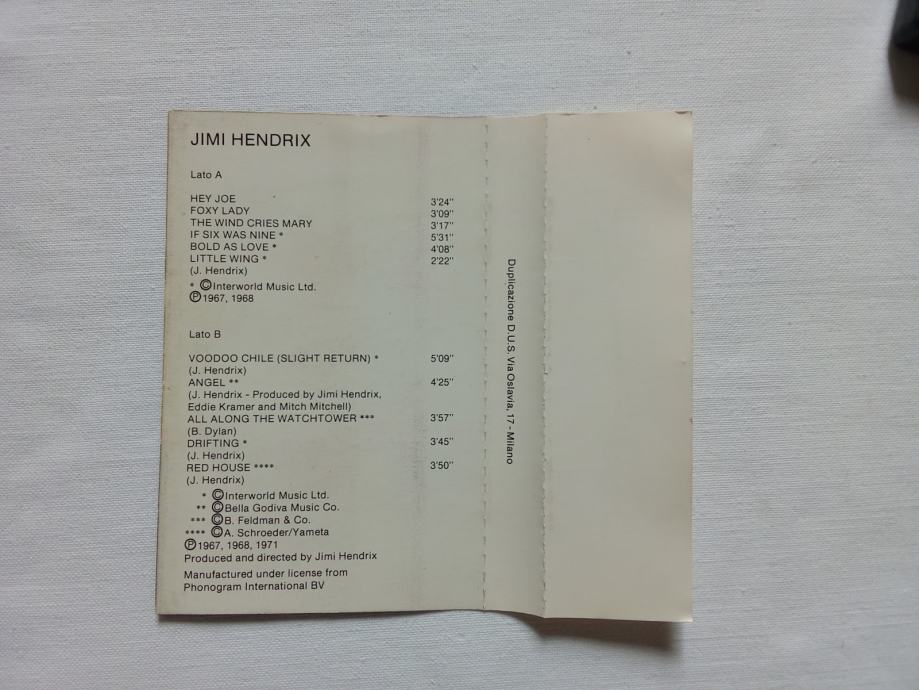 JIMI HENDRIX
Lato A
HEY JOE 3'24"
FOXY LADY 3'09"
THE WIND CRIES MARY 3'17"
IF SIX WAS NINE * 5'31"
BOLD AS LOVE * 4'08"
LITTLE WING * 2'22"
(J. Hendrix)
* ©Interworld Music Ltd.
Ⓟ1967, 1968
Lato B
VOODOO CHILE (SLIGHT RETURN) * 5'09"
(J. Hendrix)
ANGEL ** 4'25"
(J. Hendrix - Produced by Jimi Hendrix,
Eddie Kramer and Mitch Mitchell)
ALL ALONG THE WATCHTOWER *** 3'57"
(B. Dylan)
DRIFTING * 3'45"
(J. Hendrix)
RED HOUSE **** 3'50"
(J. Hendrix)
* ©Interworld Music Ltd.
** ©Bella Godiva Music Co.
*** ©B. Feldman & Co.
**** ©A. Schroeder/Yameta
Ⓟ1967, 1968, 1971
Produced and directed by Jimi Hendrix
Manufactured under license from
Phonogram International BV
Duplicazione D.U.S. Via Oslavia, 17 - Milano